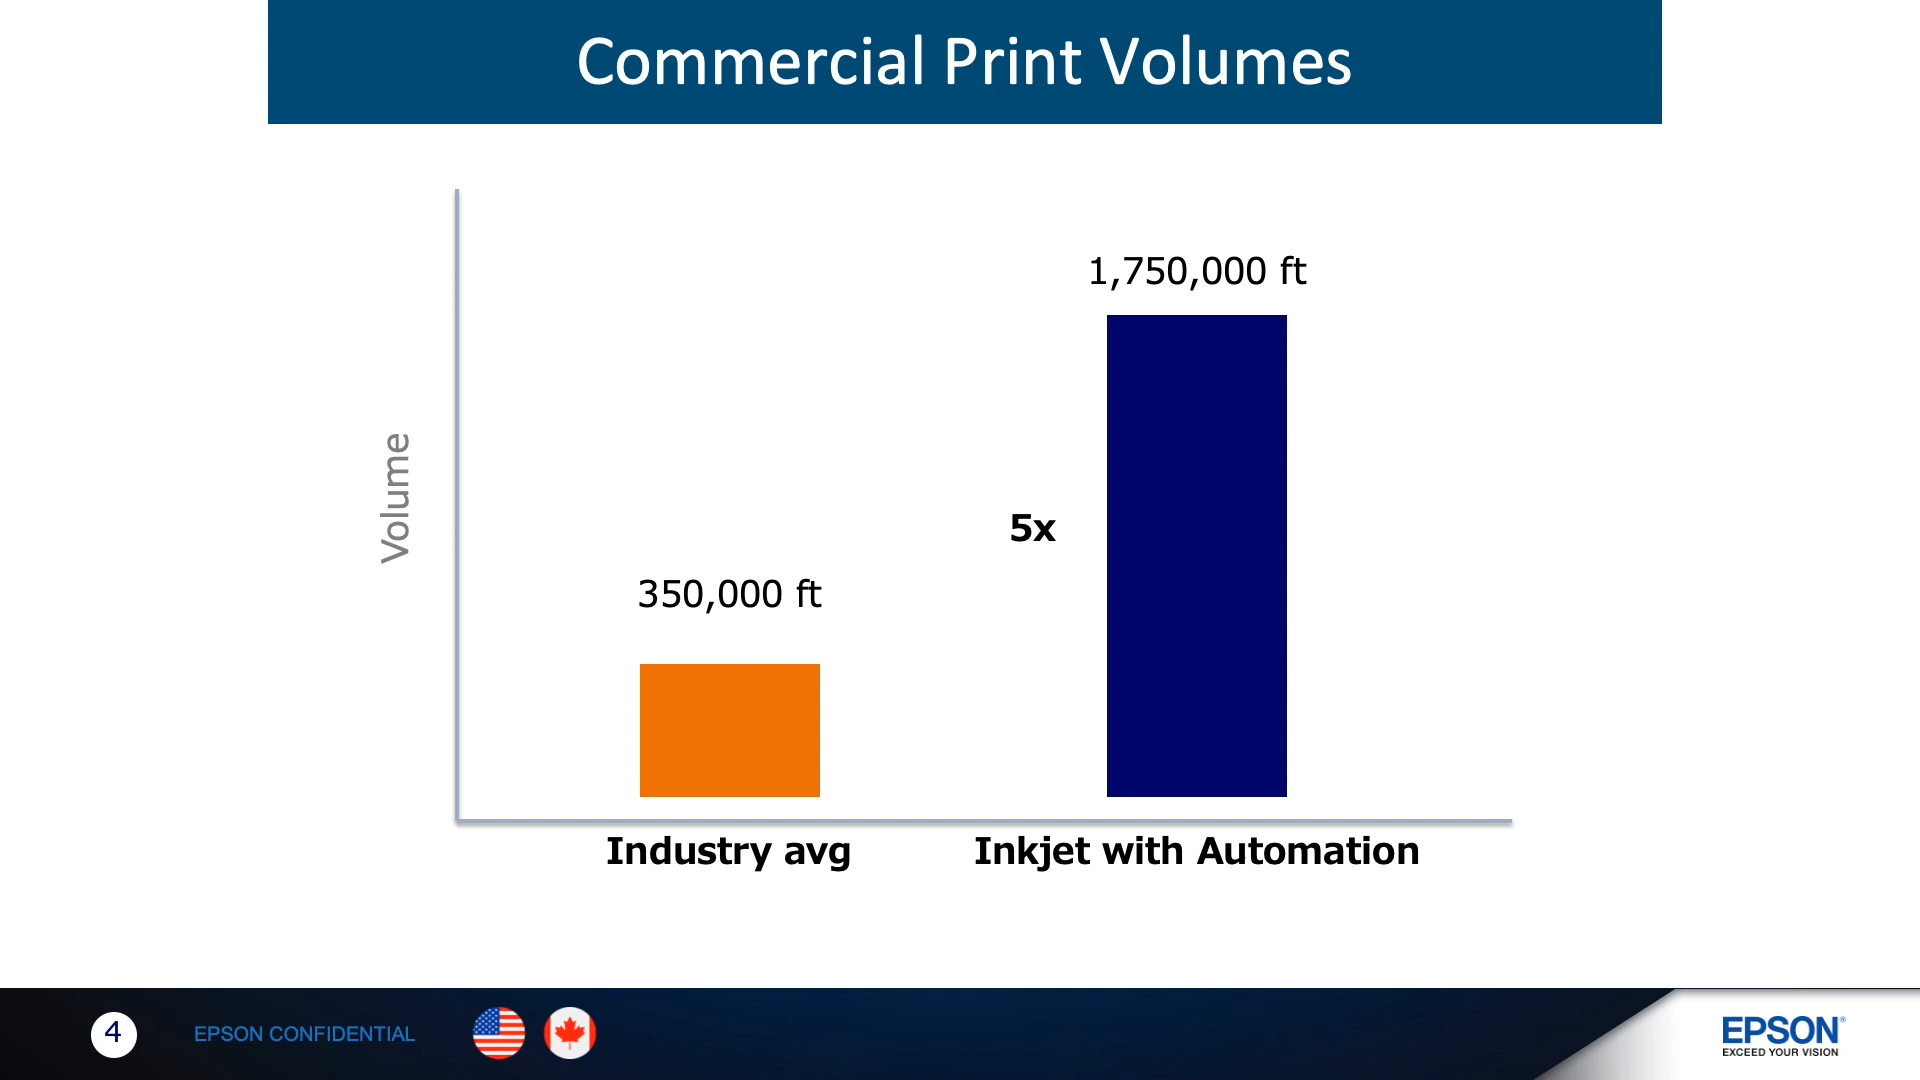 Commercial Print Volumes
1,750,000 ft
Volume
5x
350,000 ft
Industry avg
Inkjet with Automation
4
EPSON CONFIDENTIAL
EPSON®
EXCEED YOUR VISION